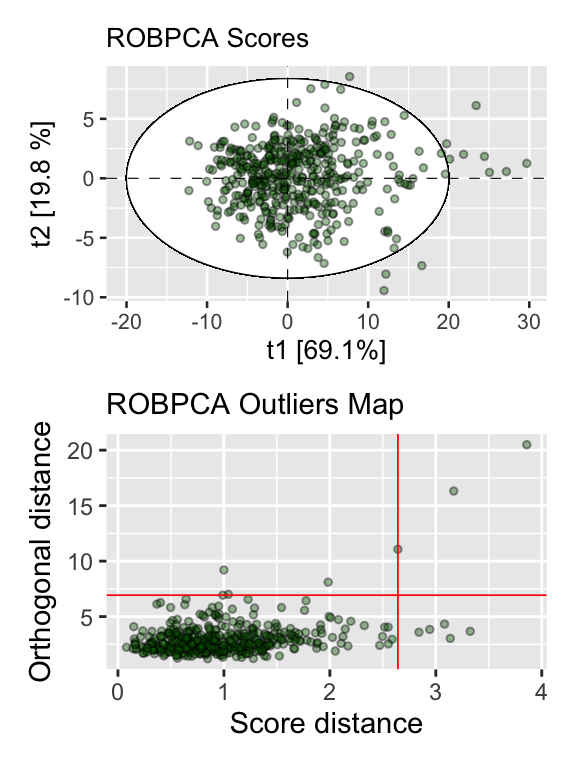 ROBPCA Scores
5
0
-5
-10
t2 [19.8 %]
-20 -10 0 10 20 30
t1 [69.1%]
ROBPCA Outliers Map
20
15
10
5
Orthogonal distance
0 1 2 3 4
Score distance